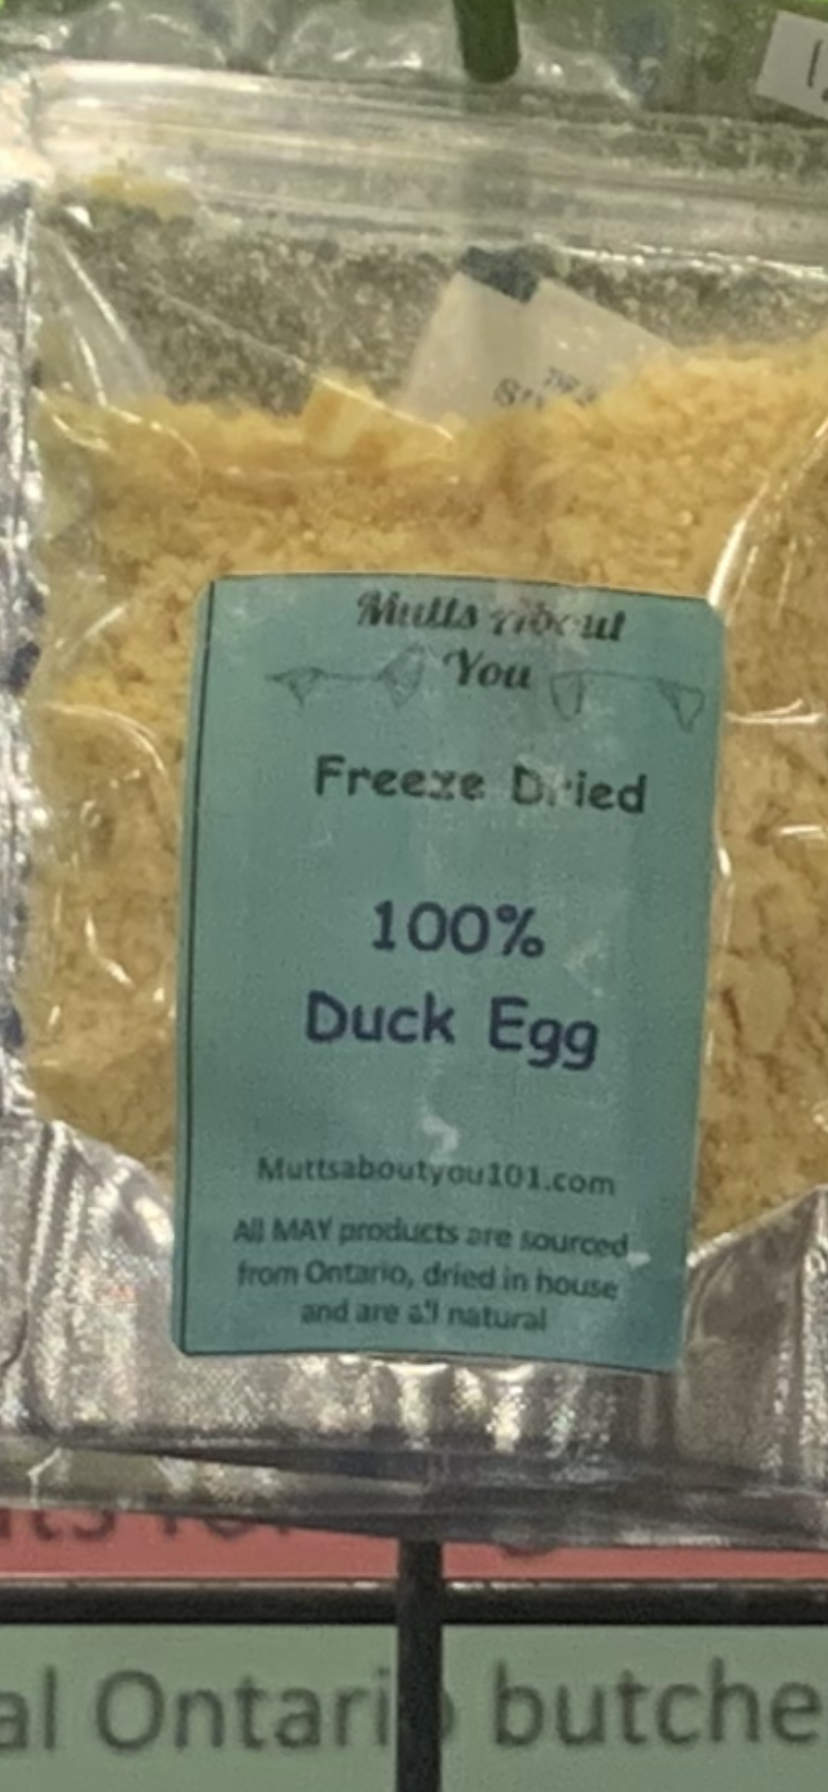 Mutts About
You
Freeze Dried
100%
Duck Egg
Muttsaboutyou101.com
All MAY products are sourced
from Ontario, dried in house
and are all natural
al Ontario butche